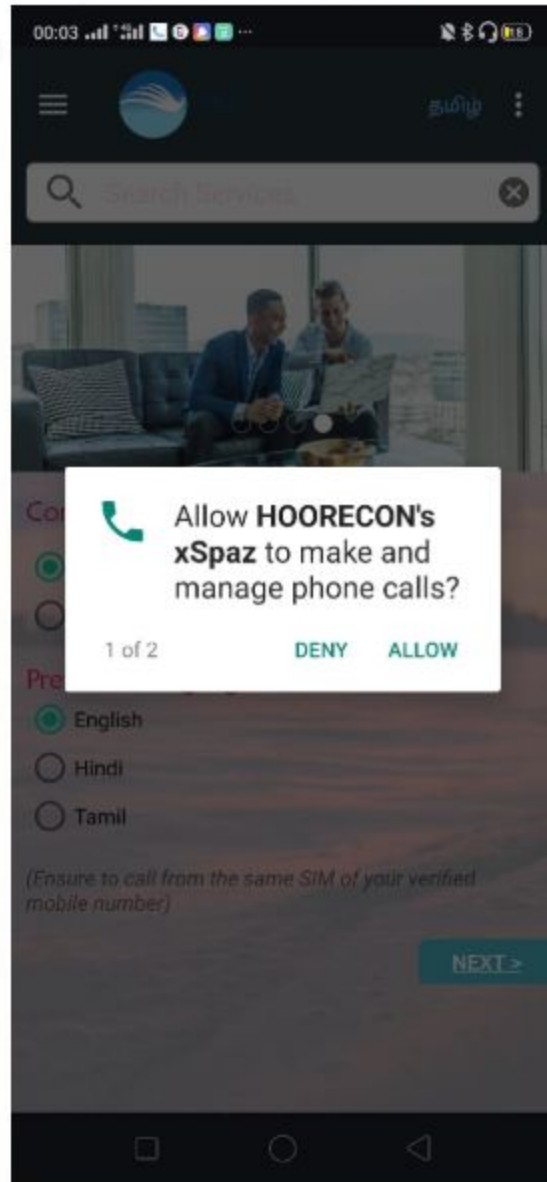 00:03
18
தமிழ்
Search Services
Allow HOORECON's
xSpaz to make and
manage phone calls?
1 of 2 DENY ALLOW
English
Hindi
Tamil
(Ensure to call from the same SIM of your verified
mobile number)
NEXT >